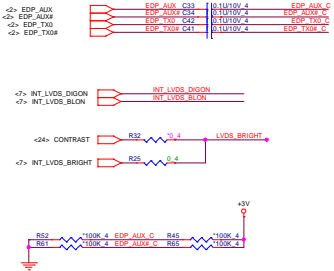 <2> EDP_AUX EDP_AUX C33 0.1U/10V_4 EDP_AUX_C
<2> EDP_AUX# EDP_AUX# C34 0.1U/10V_4 EDP_AUX#_C
<2> EDP_TX0 EDP_TX0 C42 0.1U/10V_4 EDP_TX0_C
<2> EDP_TX0# EDP_TX0# C41 0.1U/10V_4 EDP_TX0#_C
<7> INT_LVDS_DIGON INT_LVDS_DIGON
<7> INT_LVDS_BLON INT_LVDS_BLON
<24> CONTRAST R32 *0_4 LVDS_BRIGHT
<7> INT_LVDS_BRIGHT R25 0_4
+3V
R52 *100K_4 EDP_AUX_C R45 *100K_4
R61 *100K_4 EDP_AUX#_C R65 *100K_4